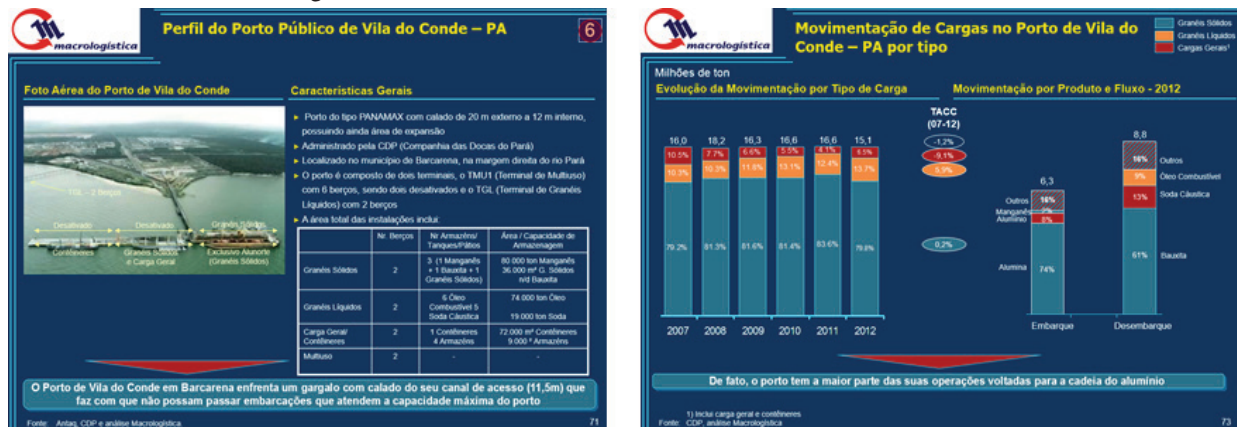 macrologística
Perfil do Porto Público de Vila do Conde – PA
6
Foto Aérea do Porto de Vila do Conde
Características Gerais
TGL – 2 berços
Desativado
Desativado
Granéis Sólidos
Contêineres
Granéis Sólidos
e Carga Geral
Exclusivo Alunorte
(Granéis Sólidos)
► Porto do tipo PANAMAX com calado de 20 m externo a 12 m interno,
possuindo ainda área de expansão
► Administrado pela CDP (Companhia das Docas do Pará)
► Localizado no município de Barcarena, na margem direita do rio Pará
► O porto é composto de dois terminais, o TMU1 (Terminal de Multiuso)
com 6 berços, sendo dois desativados e o TGL (Terminal de Granéis
Líquidos) com 2 berços
► A área total das instalações inclui:
Nr. Berços
Nr Armazéns/
Tanques/Pátios
Área / Capacidade de
Armazenagem
Granéis Sólidos
2
3 (1 Manganês
+ 1 Bauxita + 1
Granéis Sólidos)
80 000 ton Manganês
36 000 m² G. Sólidos
n/d Bauxita
Granéis Líquidos
2
6 Óleo
Combustível 5
Soda Cáustica
74 000 ton Óleo
19 000 ton Soda
Carga Geral/
Contêineres
2
1 Contêineres
4 Armazéns
72 000 m² Contêineres
9 000 ² Armazéns
Multiuso
2
-
-
O Porto de Vila do Conde em Barcarena enfrenta um gargalo com calado do seu canal de acesso (11,5m) que
faz com que não possam passar embarcações que atendem a capacidade máxima do porto
Fonte: Antaq, CDP e análise Macrologística
71
macrologística
Movimentação de Cargas no Porto de Vila do
Conde – PA por tipo
Granéis Sólidos
Granéis Líquidos
Cargas Gerais¹
Milhões de ton
Evolução da Movimentação por Tipo de Carga
Movimentação por Produto e Fluxo - 2012
TACC
(07-12)
16,0
18,2
16,3
16,6
16,6
15,1
-1,2%
10.5%
7.7%
6.6%
5.5%
4.1%
6.5%
-9,1%
10.3%
10.3%
11.8%
13.1%
12.4%
13.7%
5,9%
79.2%
81.3%
81.6%
81.4%
83.6%
79.8%
0,2%
2007
2008
2009
2010
2011
2012
6,3
Outros
16%
Manganês
Alumínio
8%
Alumina
74%
Embarque
8,8
16%
Outros
9%
Óleo Combustível
13%
Soda Cáustica
61%
Bauxita
Desembarque
De fato, o porto tem a maior parte das suas operações voltadas para a cadeia do alumínio
1) Inclui carga geral e contêineres
Fonte: CDP, análise Macrologística
73